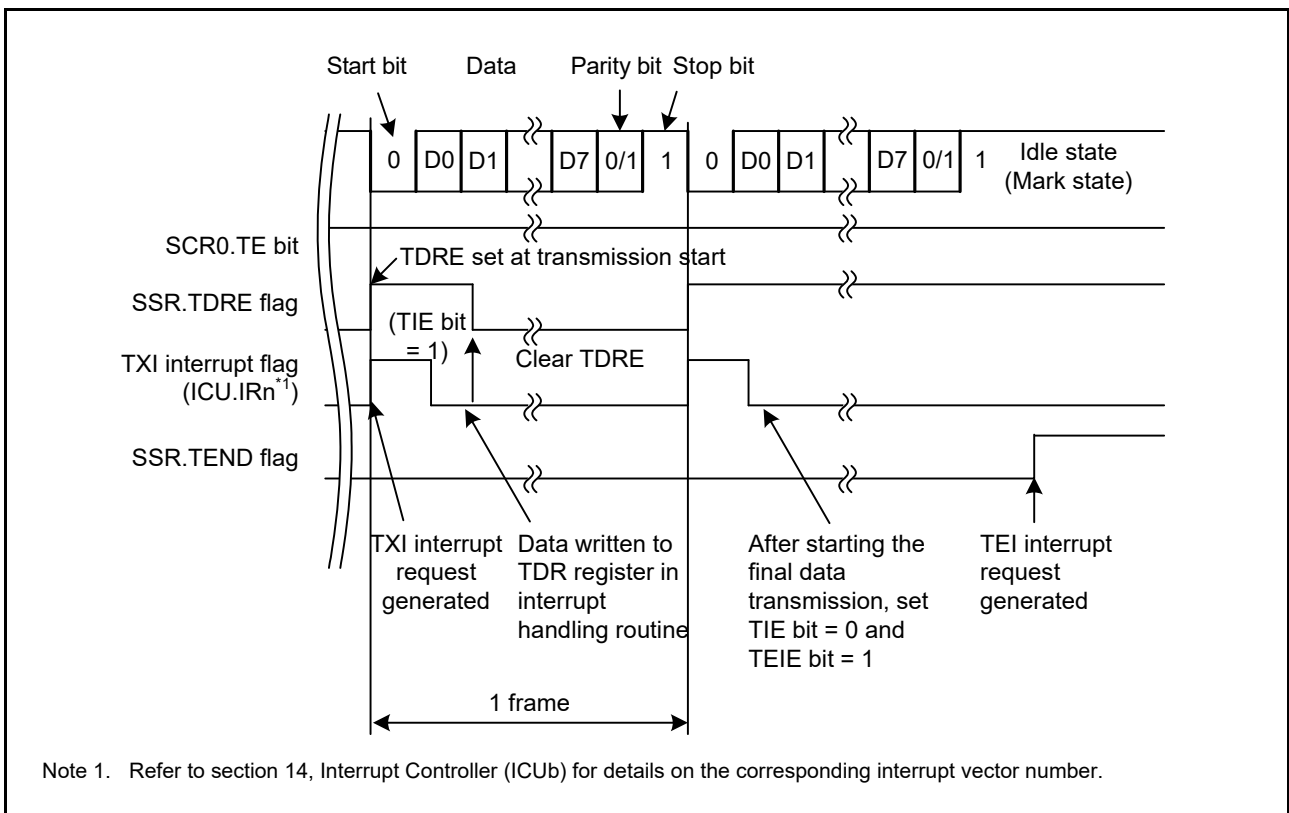 Start bit Data Parity bit Stop bit
0 D0 D1 D7 0/1 1 0 D0 D1 D7 0/1 1 Idle state
(Mark state)
SCR0.TE bit
TDRE set at transmission start
SSR.TDRE flag
(TIE bit
= 1)
Clear TDRE
TXI interrupt flag
(ICU.IRn*1)
SSR.TEND flag
TXI interrupt
request
generated
Data written to
TDR register in
interrupt
handling routine
After starting the
final data
transmission, set
TIE bit = 0 and
TEIE bit = 1
TEI interrupt
request
generated
1 frame
Note 1. Refer to section 14, Interrupt Controller (ICUb) for details on the corresponding interrupt vector number.